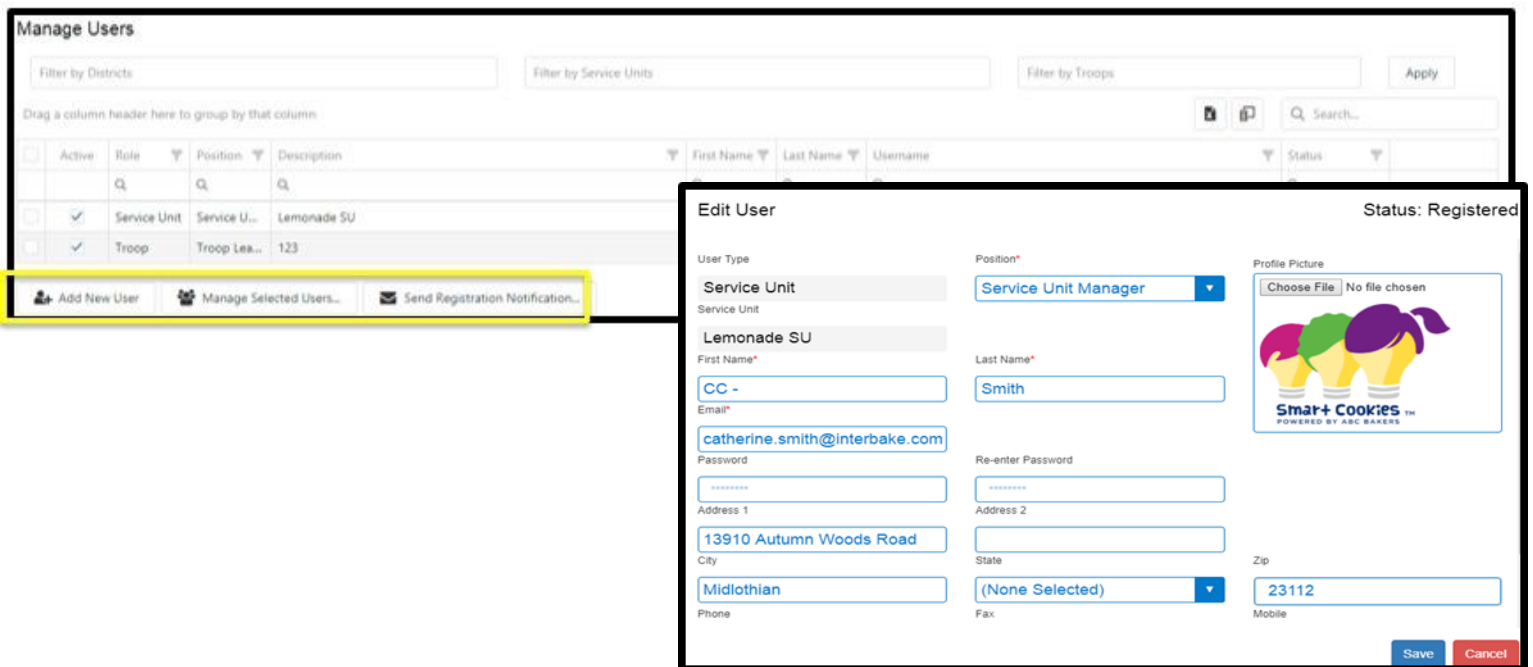 Manage Users
Filter by Districts Filter by Service Units Filter by Troops Apply
Drag a column header here to group by that column Search...
Active Role Position Description First Name Last Name Username Status
Service Unit Service U... Lemonade SU
Troop Troop Lea... 123
Add New User Manage Selected Users... Send Registration Notification...
Edit User Status: Registered
User Type Position* Profile Picture
Service Unit Service Unit Manager Choose File No file chosen
Service Unit
Lemonade SU
First Name* Last Name*
CC - Smith
Smart Cookies TM
POWERED BY ABC BAKERS
Email*
catherine.smith@interbake.com
Password Re-enter Password
-------- --------
Address 1 Address 2
13910 Autumn Woods Road
City State Zip
Midlothian (None Selected) 23112
Phone Fax Mobile
Save Cancel